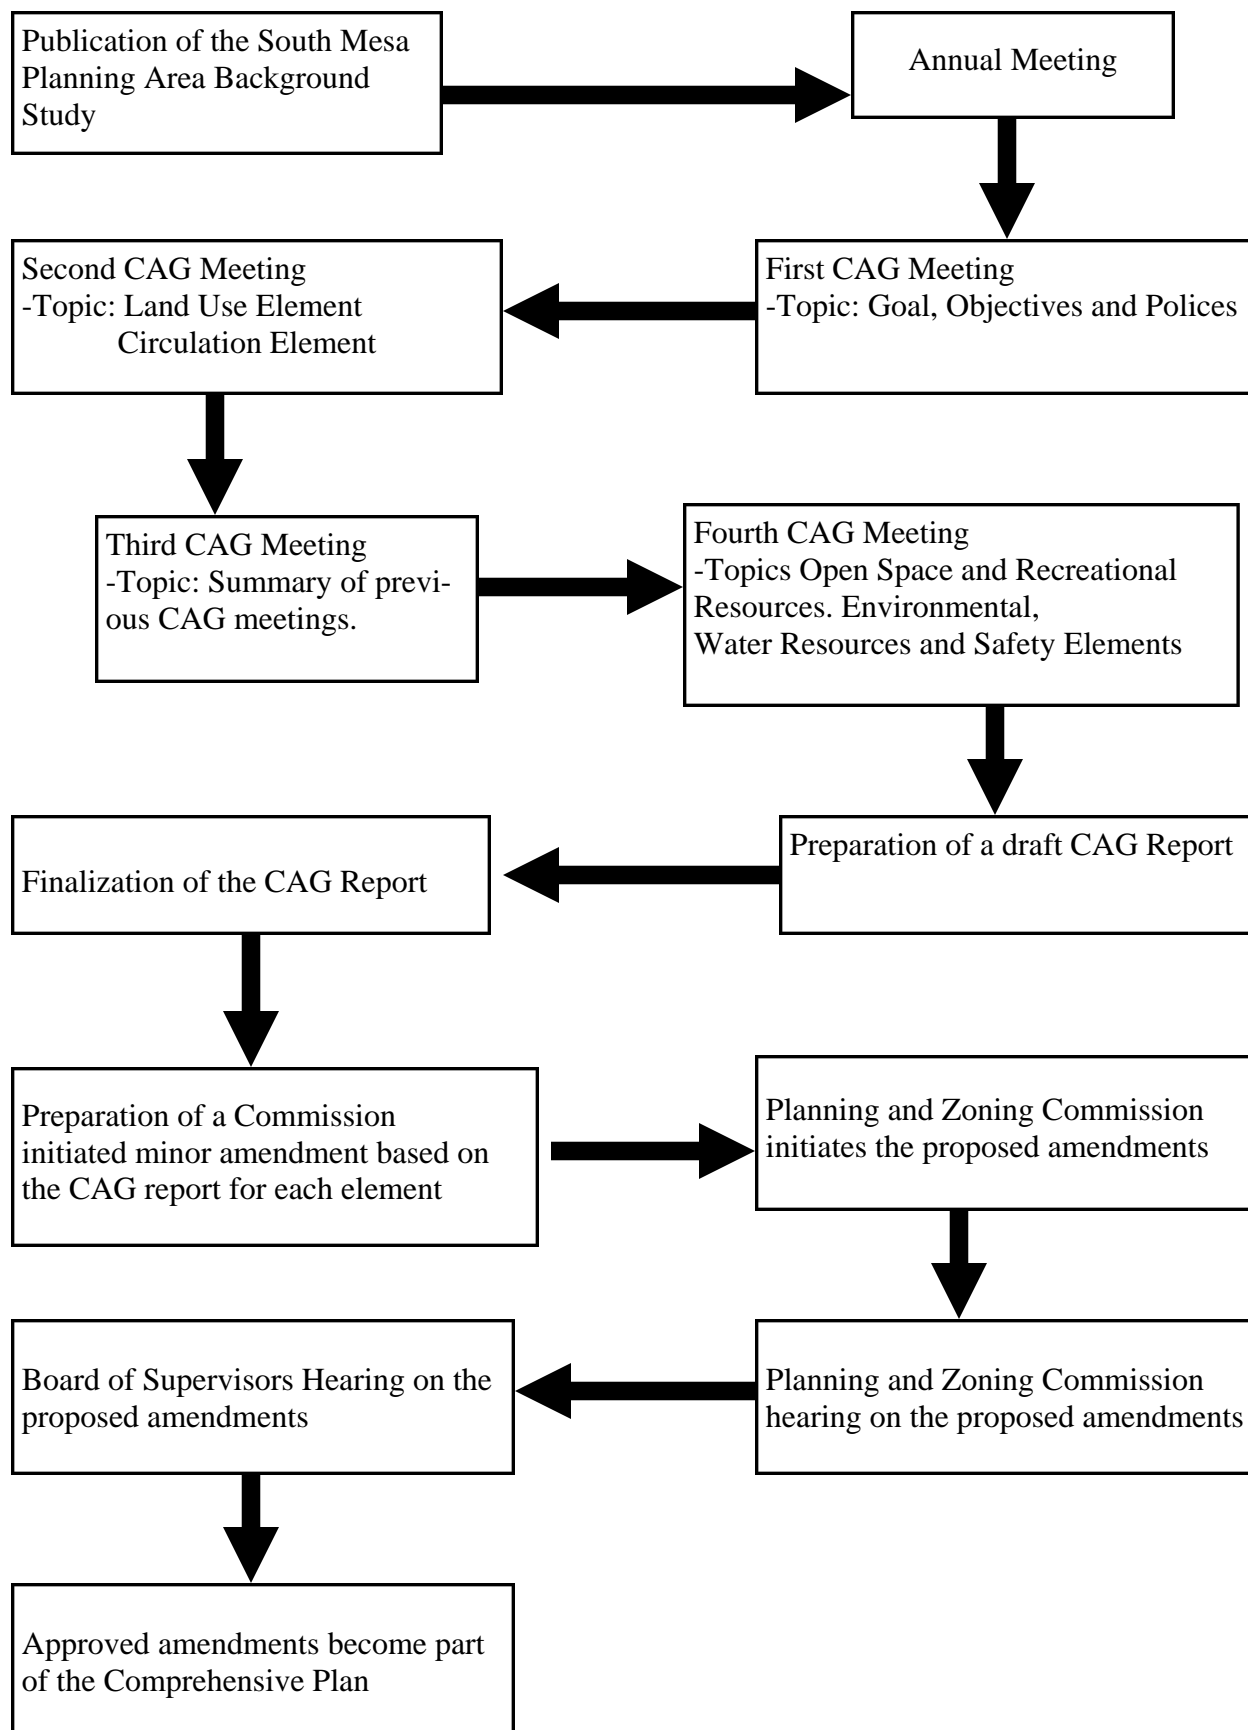 Publication of the South Mesa
Planning Area Background
Study
Annual Meeting
First CAG Meeting
-Topic: Goal, Objectives and Polices
Second CAG Meeting
-Topic: Land Use Element
Circulation Element
Third CAG Meeting
-Topic: Summary of previ-
ous CAG meetings.
Fourth CAG Meeting
-Topics Open Space and Recreational
Resources. Environmental,
Water Resources and Safety Elements
Preparation of a draft CAG Report
Finalization of the CAG Report
Preparation of a Commission
initiated minor amendment based on
the CAG report for each element
Planning and Zoning Commission
initiates the proposed amendments
Planning and Zoning Commission
hearing on the proposed amendments
Board of Supervisors Hearing on the
proposed amendments
Approved amendments become part
of the Comprehensive Plan